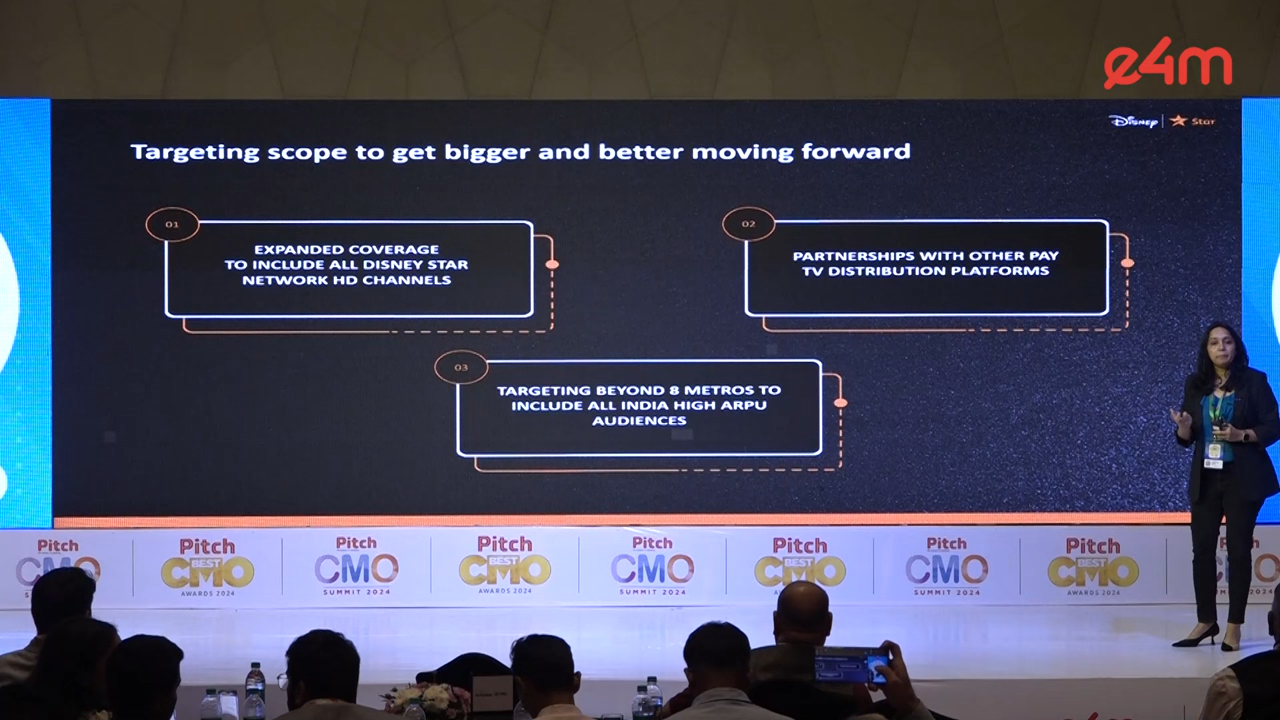 e4m
Disney | Star
Targeting scope to get bigger and better moving forward
01
EXPANDED COVERAGE
TO INCLUDE ALL DISNEY STAR
NETWORK HD CHANNELS
02
PARTNERSHIPS WITH OTHER PAY
TV DISTRIBUTION PLATFORMS
03
TARGETING BEYOND 8 METROS TO
INCLUDE ALL INDIA HIGH ARPU
AUDIENCES
Pitch
CMO
Pitch
BEST
CMO
AWARDS 2024
Pitch
CMO
SUMMIT 2024
Pitch
BEST
CMO
AWARDS 2024
Pitch
CMO
SUMMIT 2024
Pitch
BEST
CMO
AWARDS 2024
Pitch
CMO
SUMMIT 2024
Pitch
BEST
CMO
AWARDS 2024